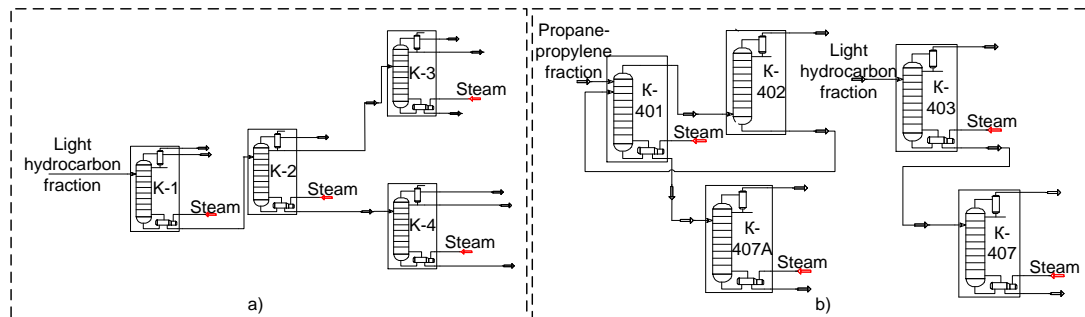 Light
hydrocarbon
fraction
K-1
Steam
K-2
Steam
K-3
Steam
K-4
Steam
a)
Propane-
propylene
fraction
K-
401
Steam
K-
402
K-
407A
Steam
Light
hydrocarbon
fraction
K-
403
Steam
K-
407
Steam
b)